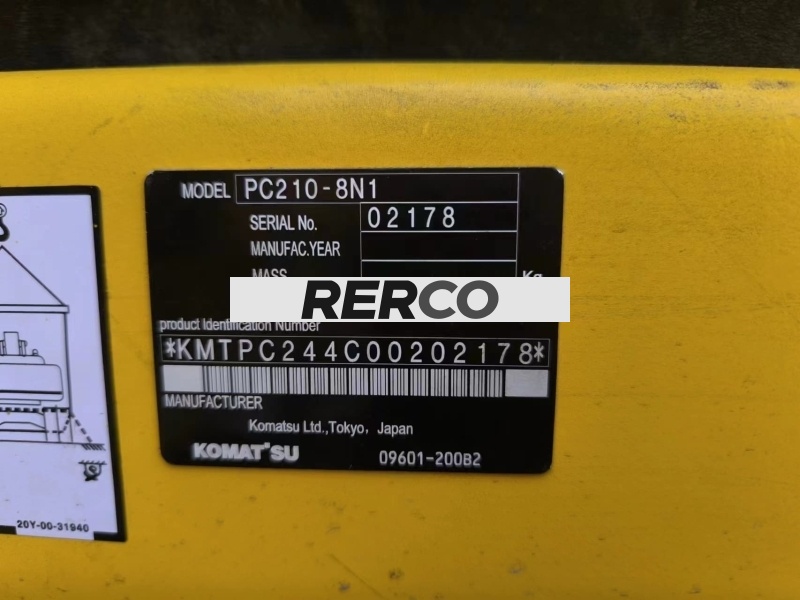 MODEL PC210-8N1
SERIAL No. 02178
MANUFAC.YEAR
MASS Kg
RERCO
product Identification Number
*KMTPC244C00202178*
MANUFACTURER
Komatsu Ltd.,Tokyo, Japan
KOMATSU 09601-200B2
20Y-00-31940